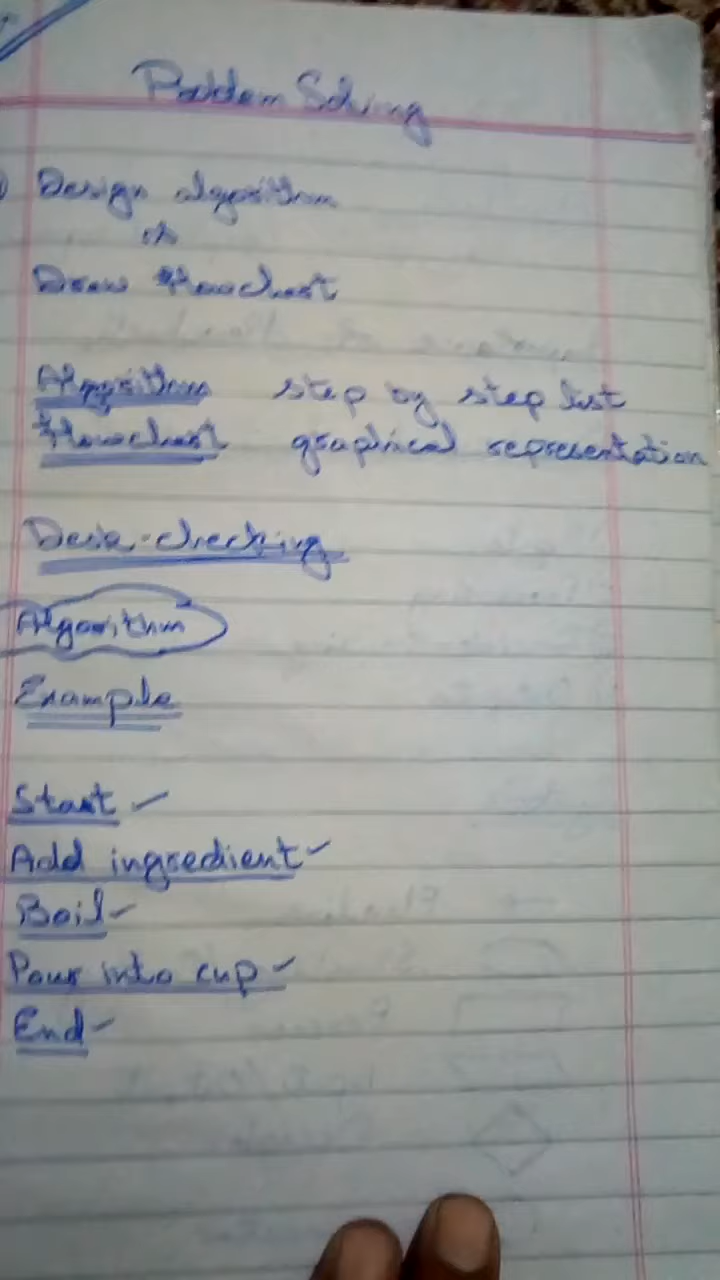 Problem Solving
Design algorithm
or
Draw flowchart
Algorithm step by step list
flowchart graphical representation
Desk-checking
Algorithm
Example
Start
Add ingredient
Boil
Pour into cup
End